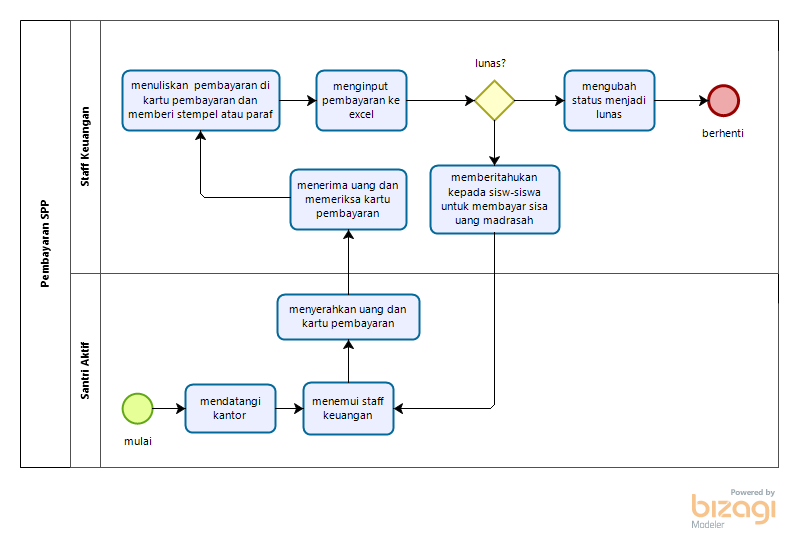 Pembayaran SPP
Staff Keuangan
menuliskan pembayaran di
kartu pembayaran dan
memberi stempel atau paraf
menginput
pembayaran ke
excel
lunas?
mengubah
status menjadi
lunas
berhenti
menerima uang dan
memeriksa kartu
pembayaran
memberitahukan
kepada sisw-siswa
untuk membayar sisa
uang madrasah
Santri Aktif
menyerahkan uang dan
kartu pembayaran
mulai
mendatangi
kantor
menemui staff
keuangan
Powered by
bizagi
Modeler